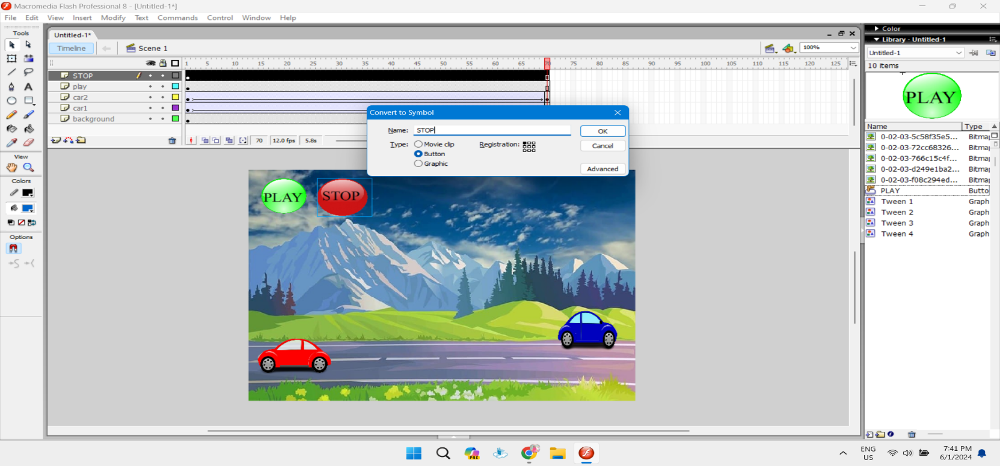 Macromedia Flash Professional 8 - [Untitled-1*]
File Edit View Insert Modify Text Commands Control Window Help
Tools
View
Colors
Options
Untitled-1*
Timeline
Scene 1
100%
1 5 10 15 20 25 30 35 40 45 50 55 60 65 70 75 80 85 90 95 100 105 110 115 120 125
STOP
play
car2
car1
background
70 12.0 fps 5.8s
Convert to Symbol
Name: STOP
OK
Type: Movie clip
Registration:
Cancel
Button
Graphic
Advanced
PLAY
STOP
Color
Library - Untitled-1
Untitled-1
10 items
PLAY
Name Type
0-02-03-5c58f35e5... Bitma
0-02-03-72cc68326... Bitma
0-02-03-766c15c4f... Bitma
0-02-03-d249e1ba2... Bitma
0-02-03-f08c294ed... Bitma
PLAY Butto
Tween 1 Graph
Tween 2 Graph
Tween 3 Graph
Tween 4 Graph
PRE
ENG
US
7:41 PM
6/1/2024